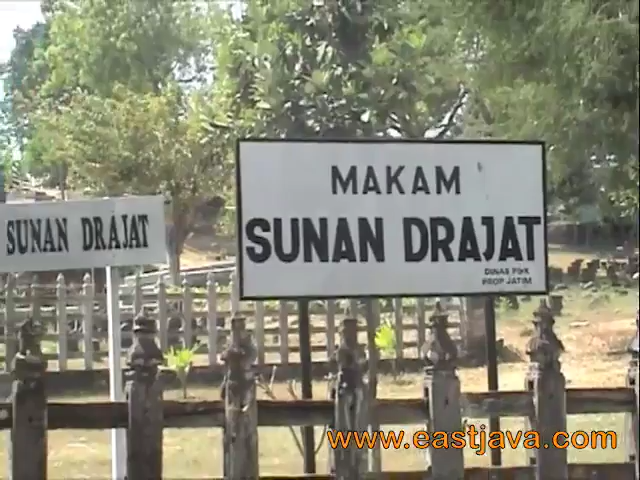 MAKAM
SUNAN DRAJAT
DINAS P&K
PROP JATIM
SUNAN DRAJAT
www.eastjava.com